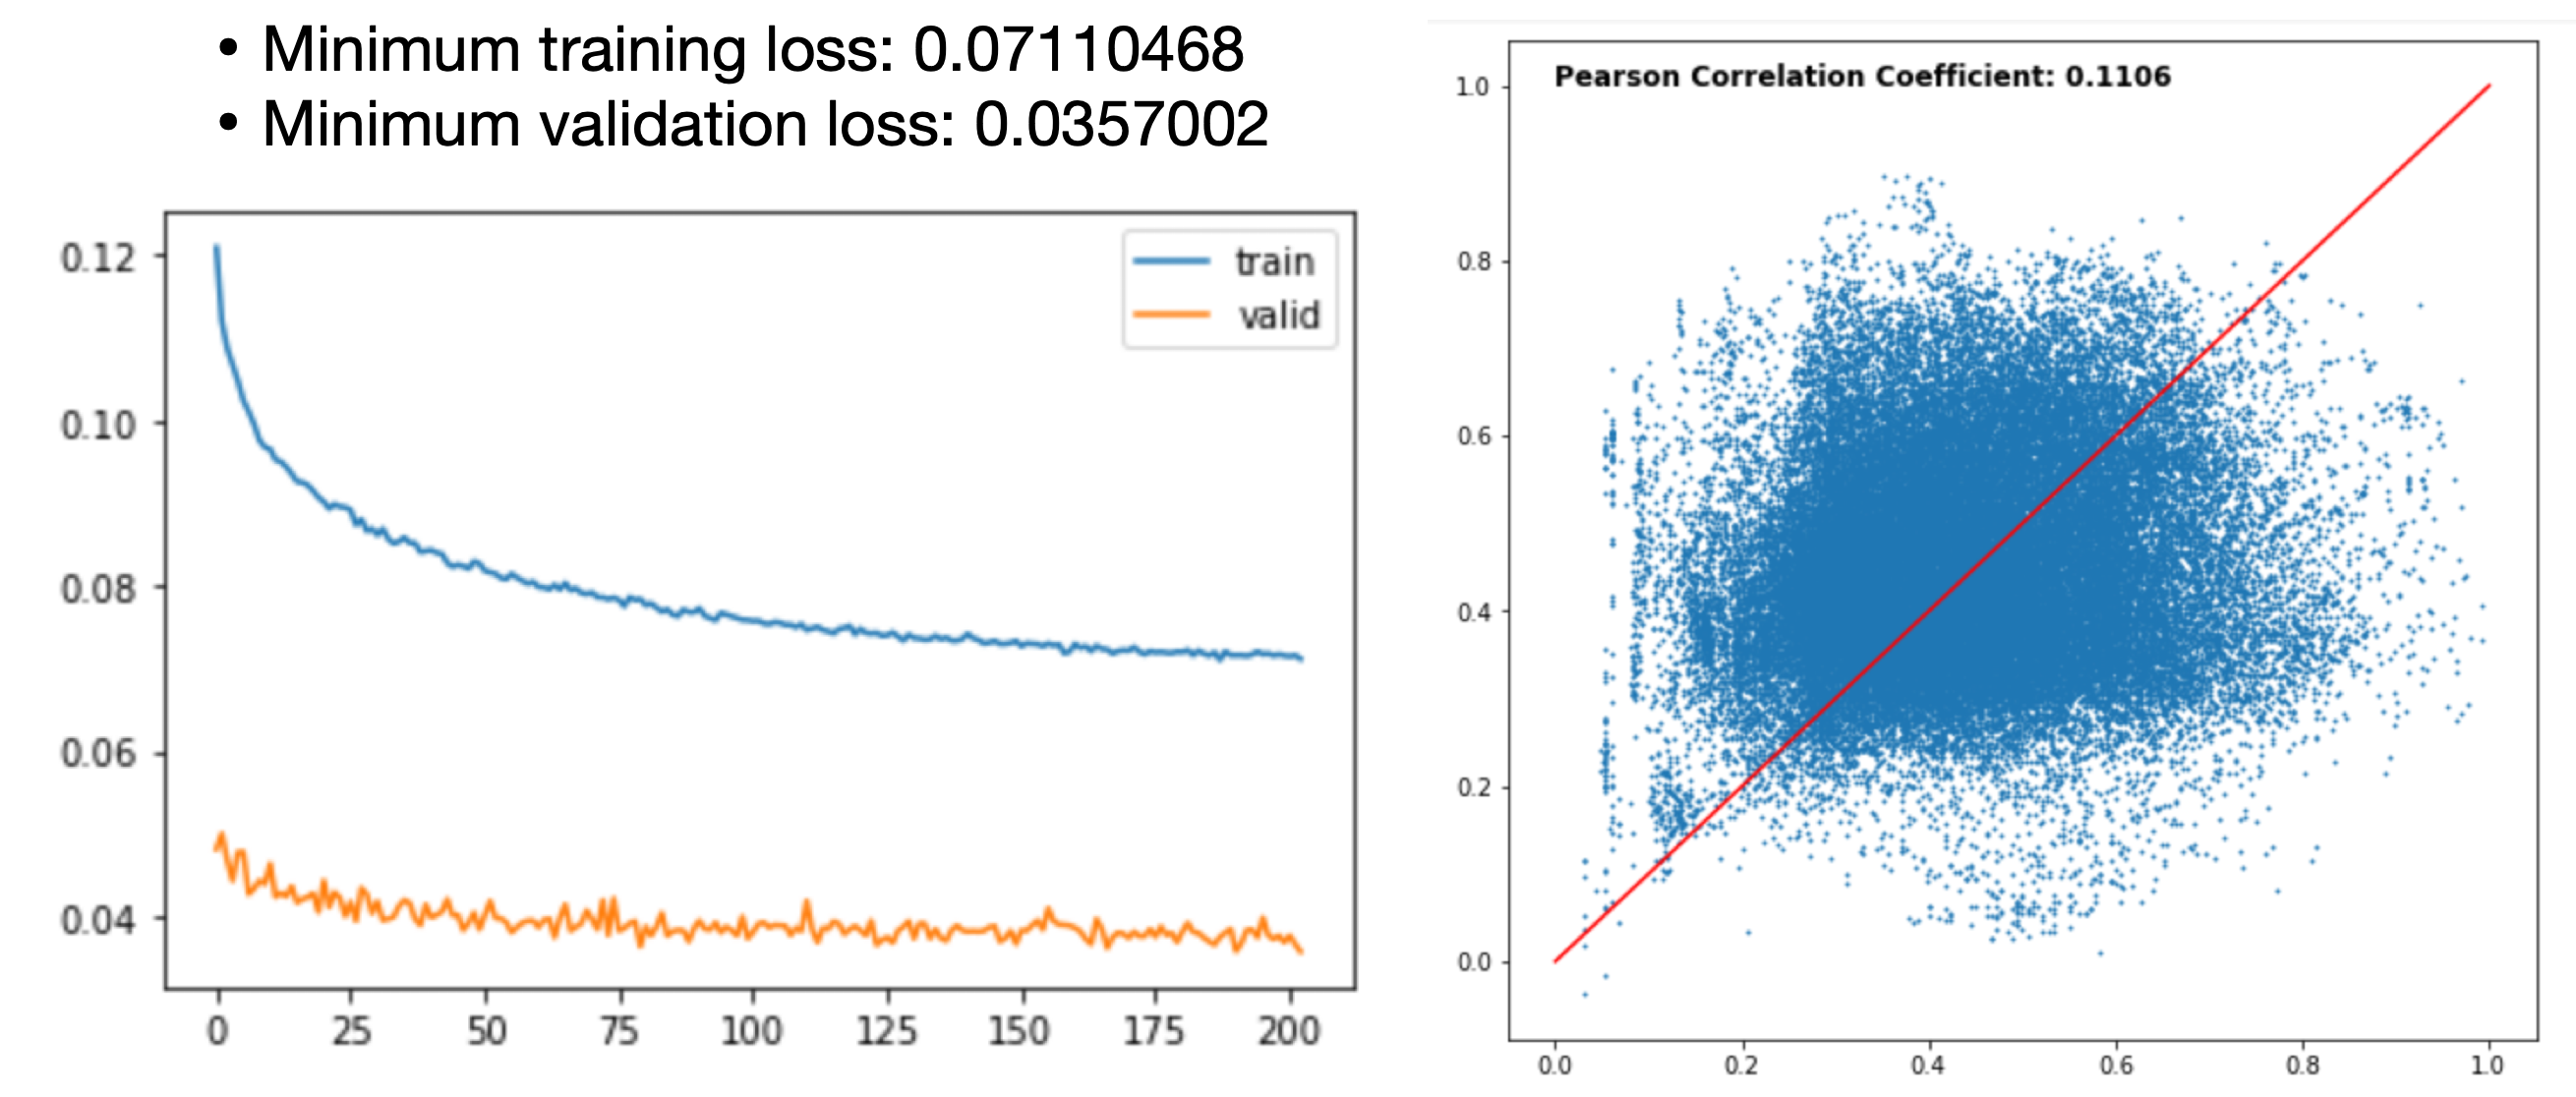 • Minimum training loss: 0.07110468
• Minimum validation loss: 0.0357002
0.12
0.10
0.08
0.06
0.04
train
valid
0 25 50 75 100 125 150 175 200
Pearson Correlation Coefficient: 0.1106
1.0
0.8
0.6
0.4
0.2
0.0
0.0 0.2 0.4 0.6 0.8 1.0